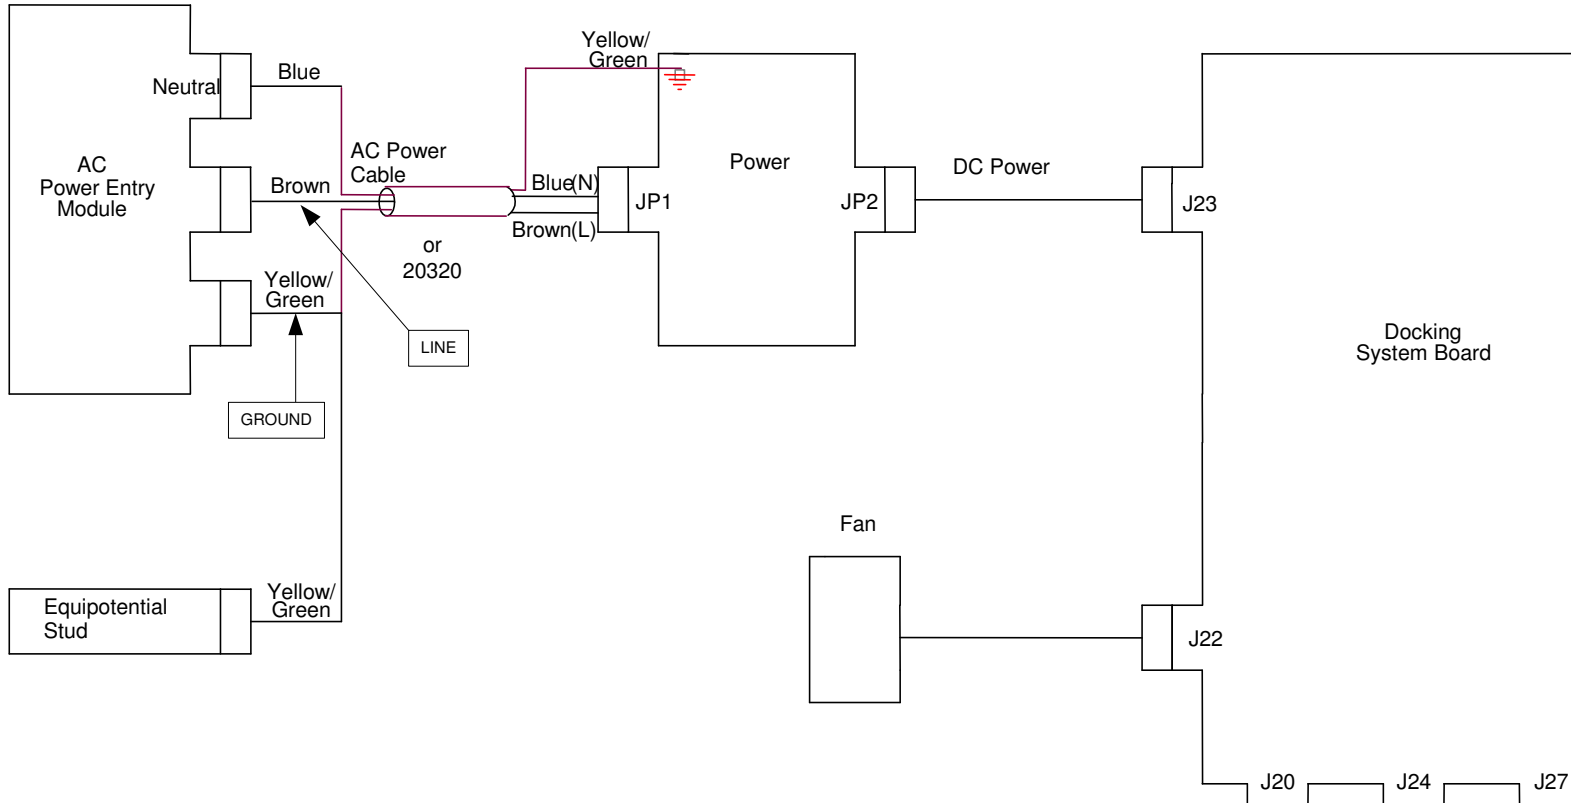 AC
Power Entry
Module
Neutral
Blue
Brown
Yellow/
Green
GROUND
LINE
AC Power
Cable
or
20320
Yellow/
Green
Blue(N)
Brown(L)
JP1
Power
JP2
DC Power
J23
Docking
System Board
Equipotential
Stud
Yellow/
Green
Fan
J22
J20
J24
J27